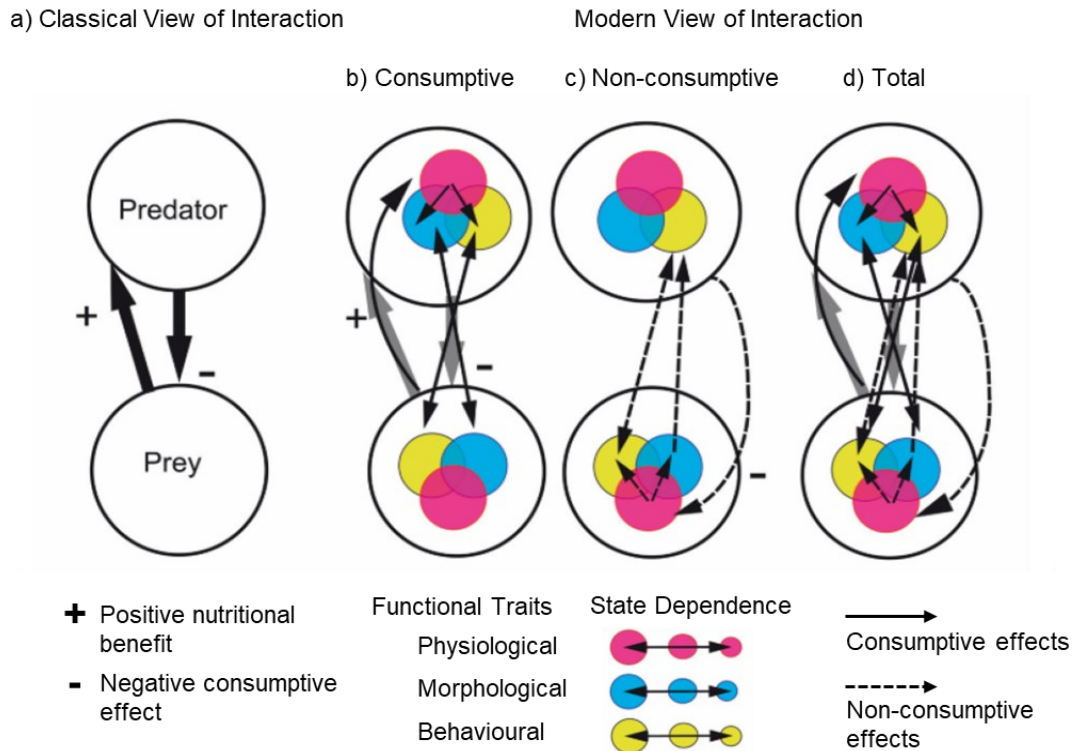 a) Classical View of Interaction
Modern View of Interaction
b) Consumptive
c) Non-consumptive
d) Total
Predator
+
-
Prey
+
-
-
+ Positive nutritional
benefit
- Negative consumptive
effect
Functional Traits
Physiological
Morphological
Behavioural
State Dependence
Consumptive effects
Non-consumptive
effects